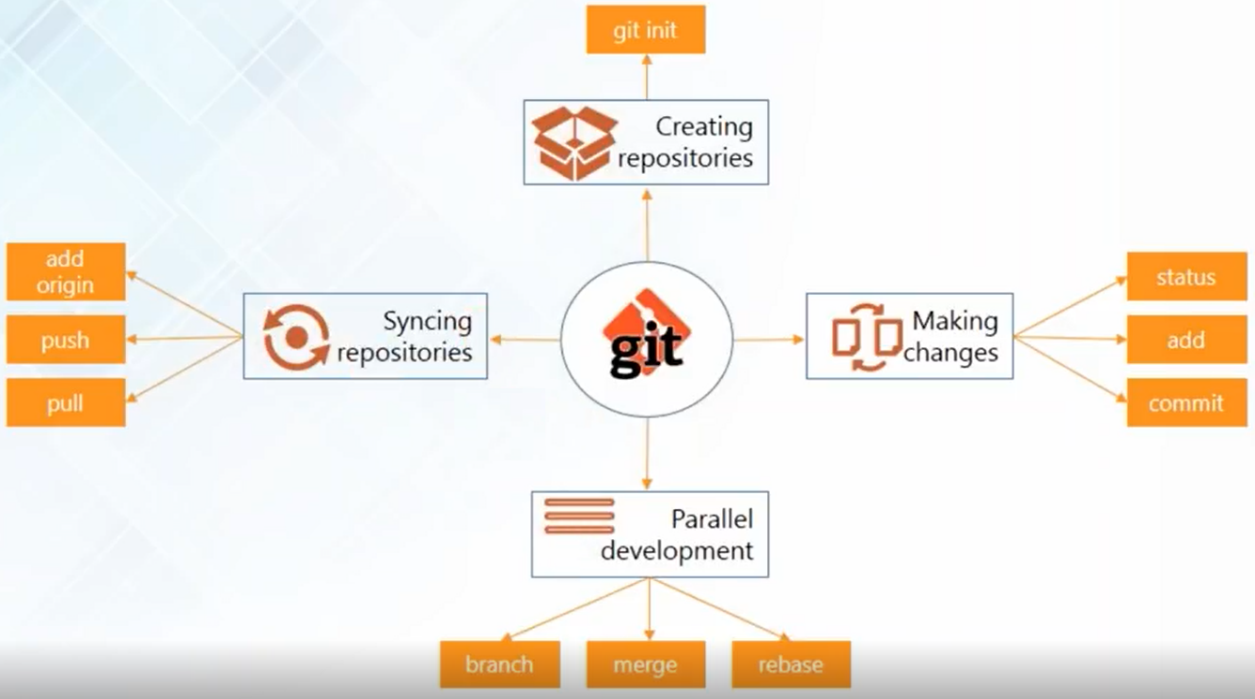 git init
Creating
repositories
add
origin
push
pull
Syncing
repositories
git
Making
changes
status
add
commit
Parallel
development
branch
merge
rebase